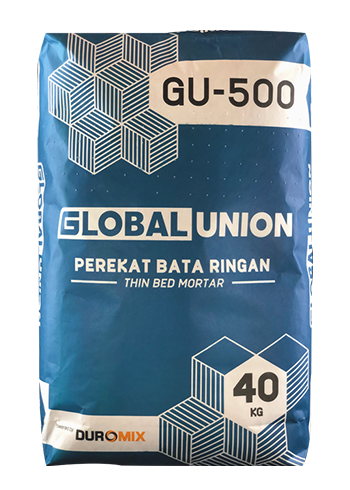 GU-500
GLOBAL UNION
PEREKAT BATA RINGAN
THIN BED MORTAR
40
KG
DUROMIX